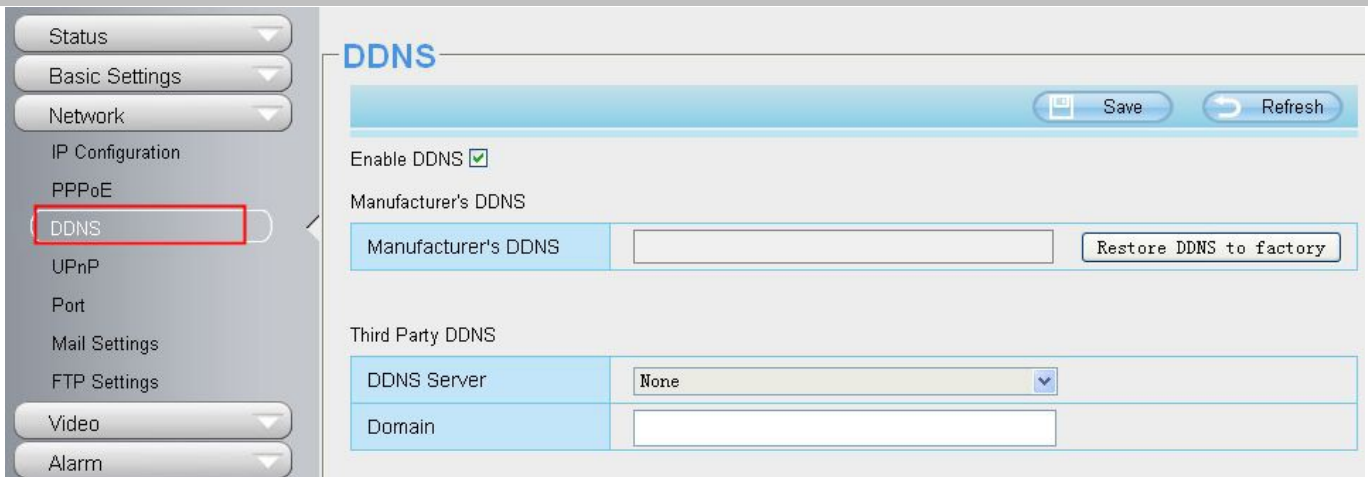 Status
Basic Settings
Network
IP Configuration
PPPoE
DDNS
UPnP
Port
Mail Settings
FTP Settings
Video
Alarm
DDNS
Save Refresh
Enable DDNS
Manufacturer's DDNS
Manufacturer's DDNS Restore DDNS to factory
Third Party DDNS
DDNS Server None
Domain